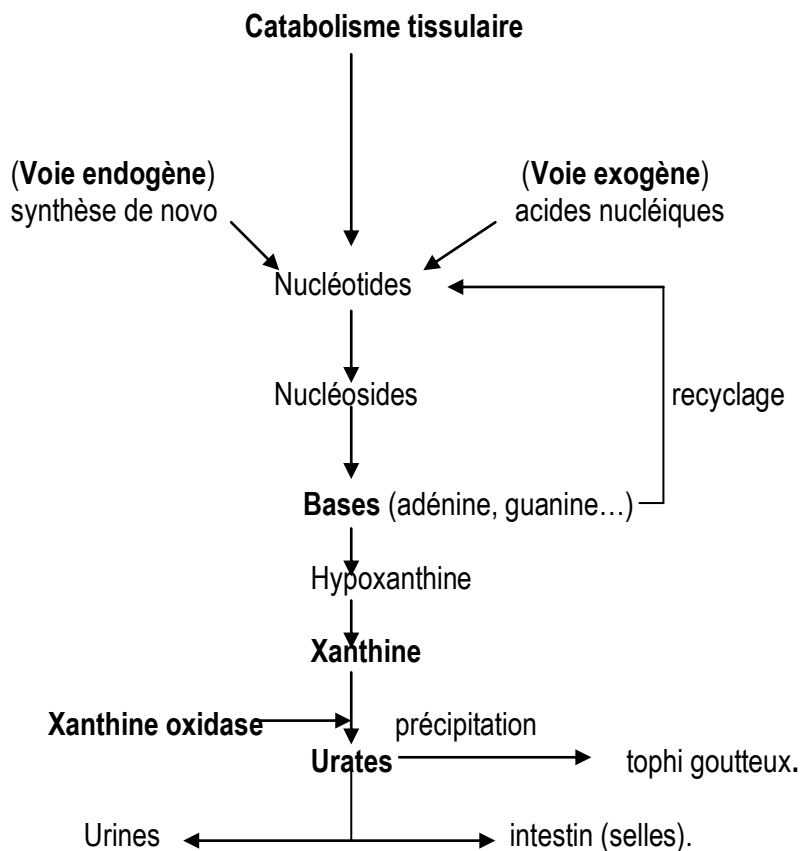 Catabolisme tissulaire
(Voie endogène)
synthèse de novo
(Voie exogène)
acides nucléiques
Nucléotides
Nucléosides
recyclage
Bases (adénine, guanine…)
Hypoxanthine
Xanthine
Xanthine oxidase
précipitation
Urates
tophi goutteux.
Urines
intestin (selles).